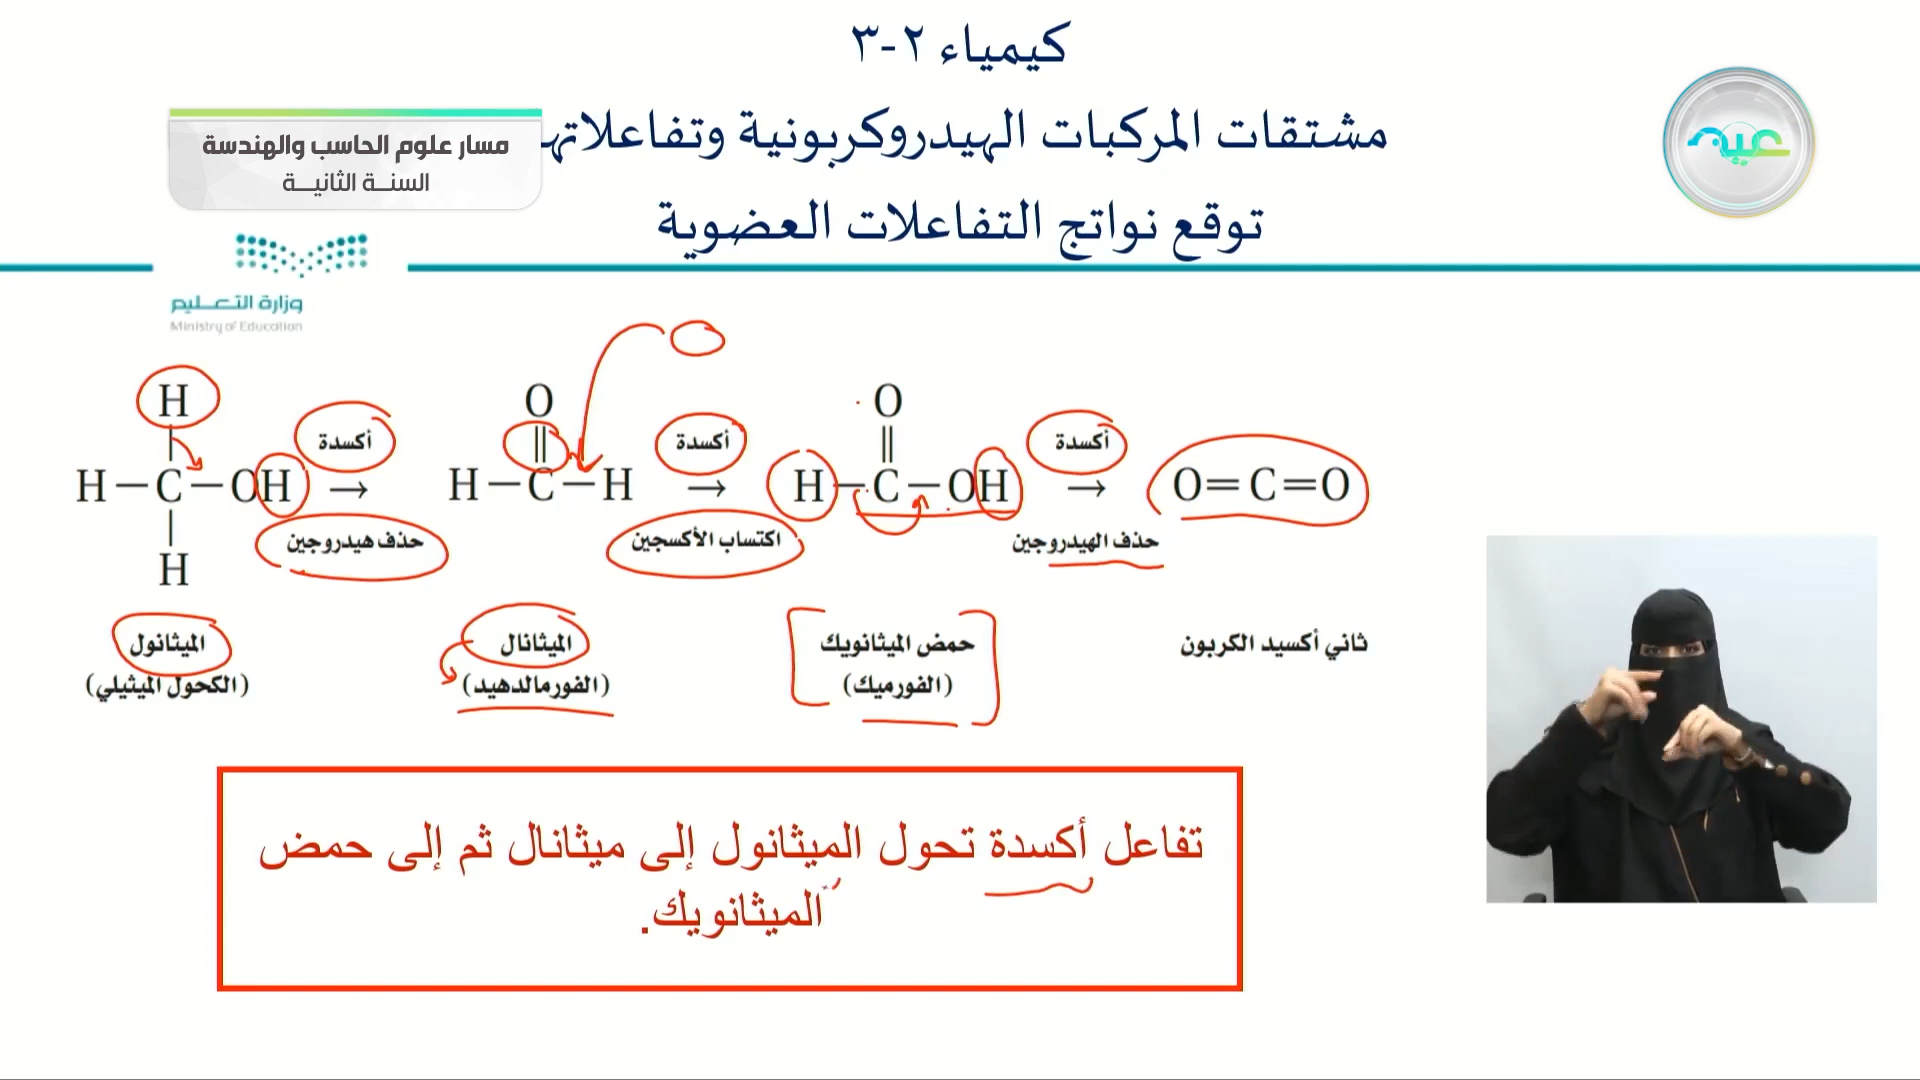 كيمياء ٢-٣
مشتقات المركبات الهيدروكربونية وتفاعلاته
توقع نواتج التفاعلات العضوية
مسار علوم الحاسب والهندسة
السنة الثانية
عين
وزارة التعليم
Ministry of Education
H O O
أكسدة أكسدة أكسدة
H—C—OH → H—C—H → H—C—OH → O=C=O
حذف هيدروجين اكتساب الأكسجين حذف الهيدروجين
H
الميثانول الميثانال حمض الميثانويك ثاني أكسيد الكربون
(الكحول الميثيلي) (الفورمالدهيد) (الفورميك)
تفاعل أكسدة تحول الميثانول إلى ميثانال ثم إلى حمض
الميثانويك.